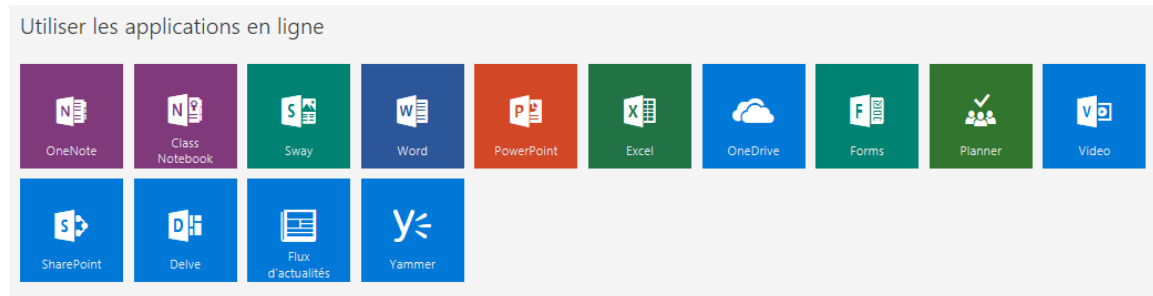 Utiliser les applications en ligne
OneNote
Class
Notebook
Sway
Word
PowerPoint
Excel
OneDrive
Forms
Planner
Video
SharePoint
Delve
Flux
d'actualités
Yammer